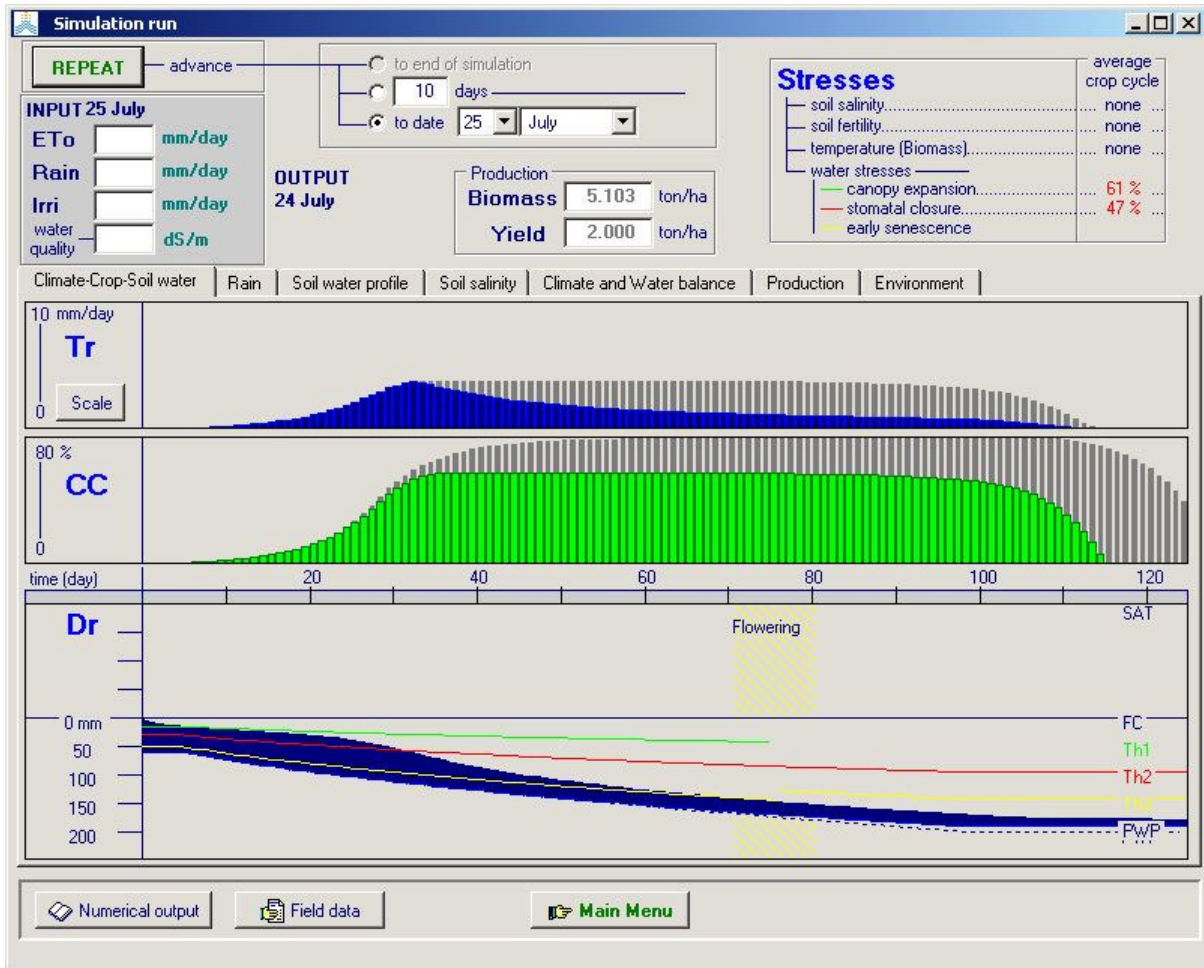 Simulation run
REPEAT
advance
to end of simulation
10 days
to date 25 July
INPUT 25 July
ETo mm/day
Rain mm/day
Irri mm/day
water
quality dS/m
OUTPUT
24 July
Production
Biomass 5.103 ton/ha
Yield 2.000 ton/ha
Stresses
average
crop cycle
soil salinity none ...
soil fertility none ...
temperature (Biomass) none ...
water stresses
canopy expansion 61 % ...
stomatal closure 47 % ...
early senescence
Climate-Crop-Soil water Rain Soil water profile Soil salinity Climate and Water balance Production Environment
10 mm/day
Tr
0
Scale
80 %
CC
0
time (day) 20 40 60 80 100 120
Dr
SAT
Flowering
0 mm
FC
50
Th1
100
Th2
150
200
PWP
Numerical output
Field data
Main Menu